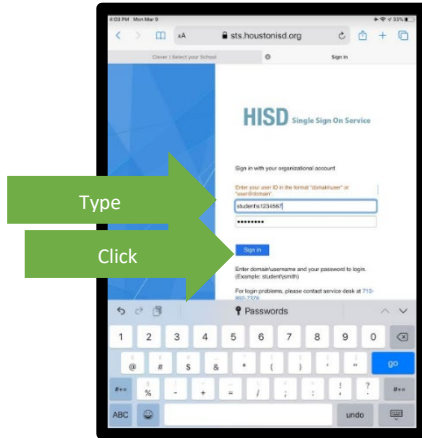 4:03 PM Mon Mar 9
33%
AA
sts.houstonisd.org
Clever | Select your School
Sign In
HISD Single Sign On Service
Sign in with your organizational account
Enter your user ID in the format "domain\user" or
"user@domain".
Type
student\s1234567
••••••••
Click
Sign in
Enter domain\username and your password to login.
(Example: student\jsmith)
For login problems, please contact service desk at 713-
Passwords
1 2 3 4 5 6 7 8 9 0
@ # $ & * ( ) ' "
go
#+= % - + = / ; : ! , ? . #+=
ABC
undo